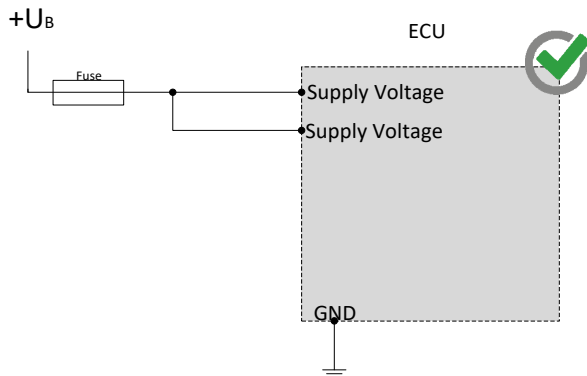 +UB
ECU
Fuse
Supply Voltage
Supply Voltage
GND